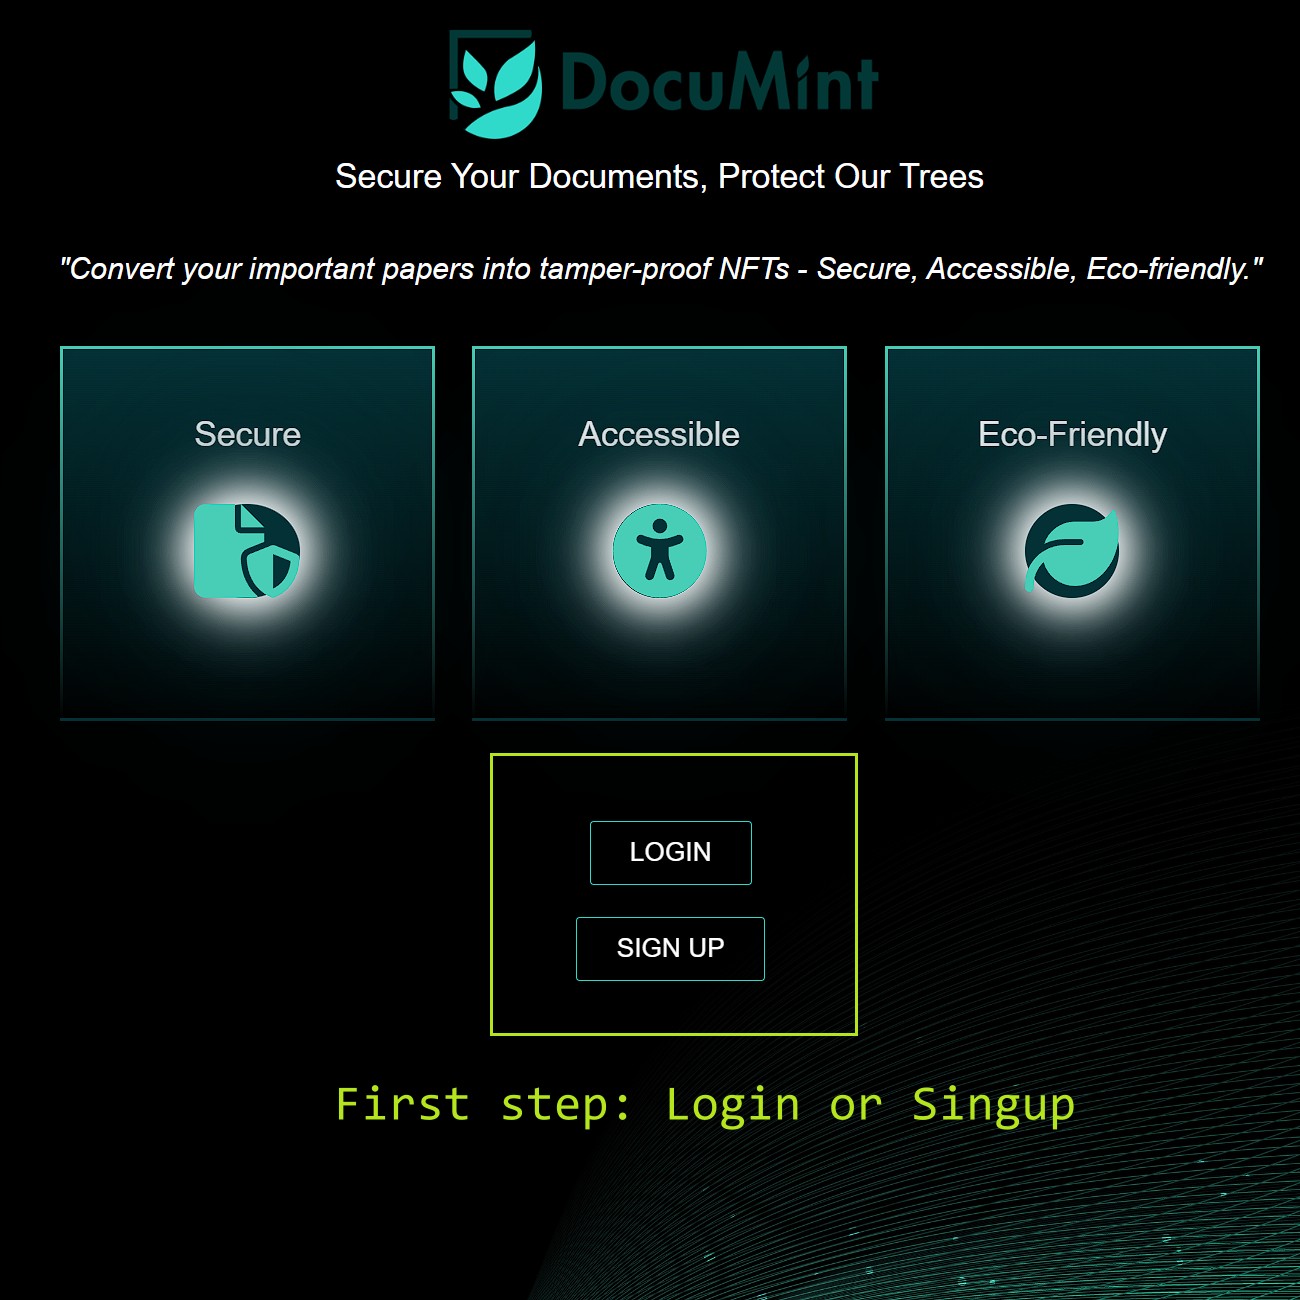 DocuMint
Secure Your Documents, Protect Our Trees
"Convert your important papers into tamper-proof NFTs - Secure, Accessible, Eco-friendly."
Secure
Accessible
Eco-Friendly
LOGIN
SIGN UP
First step: Login or Singup